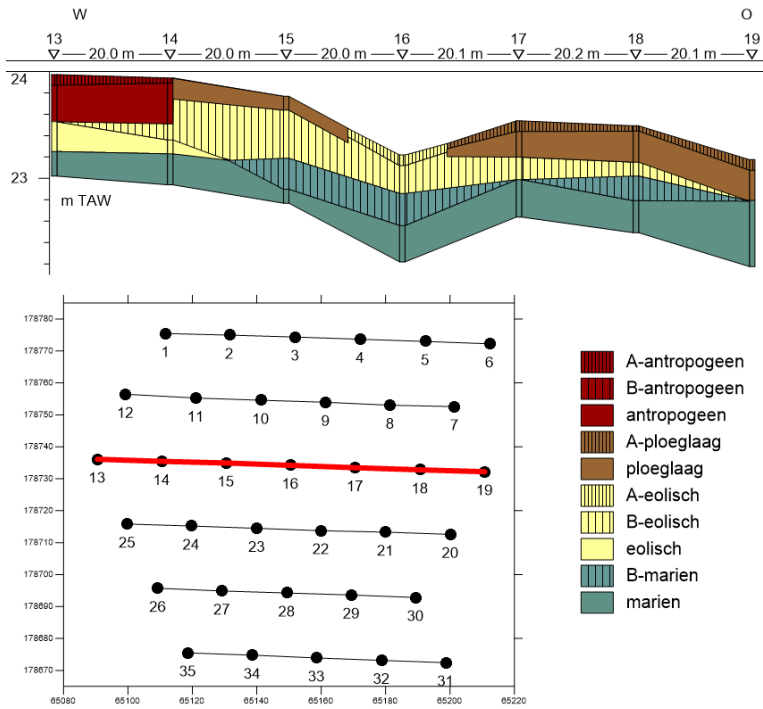 W O
13 14 15 16 17 18 19
20.0 m 20.0 m 20.0 m 20.1 m 20.2 m 20.1 m
24
23
m TAW
178780
1 2 3 4 5 6
178770
178760
12 11 10 9 8 7
178750
178740
13 14 15 16 17 18 19
178730
178720
25 24 23 22 21 20
178710
178700
26 27 28 29 30
178690
178680
35 34 33 32 31
178670
65080 65100 65120 65140 65160 65180 65200 65220
A-antropogeen
B-antropogeen
antropogeen
A-ploeglaag
ploeglaag
A-eolisch
B-eolisch
eolisch
B-marien
marien